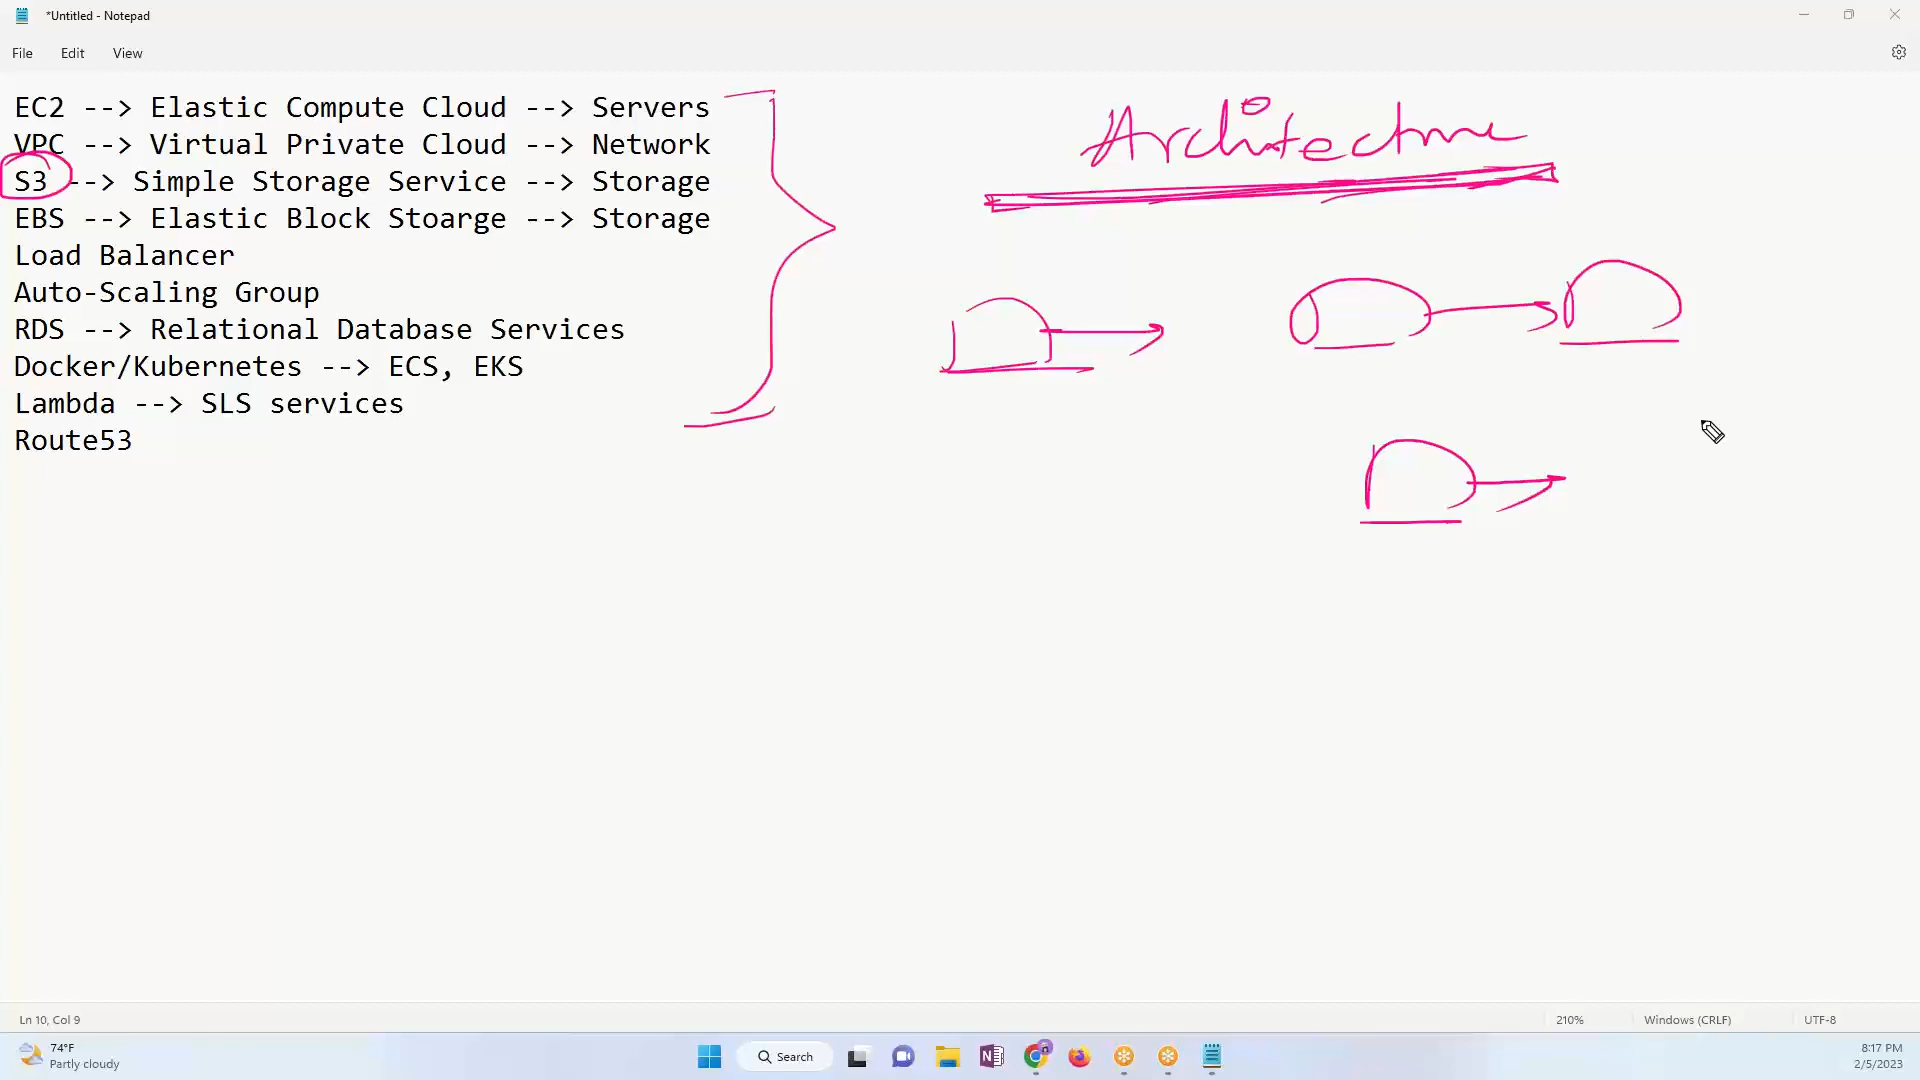 *Untitled - Notepad
File Edit View
EC2 --> Elastic Compute Cloud --> Servers
VPC --> Virtual Private Cloud --> Network
S3 --> Simple Storage Service --> Storage
EBS --> Elastic Block Stoarge --> Storage
Load Balancer
Auto-Scaling Group
RDS --> Relational Database Services
Docker/Kubernetes --> ECS, EKS
Lambda --> SLS services
Route53
Architecture
Ln 10, Col 9 210% Windows (CRLF) UTF-8
74°F
Partly cloudy
Search
8:17 PM
2/5/2023